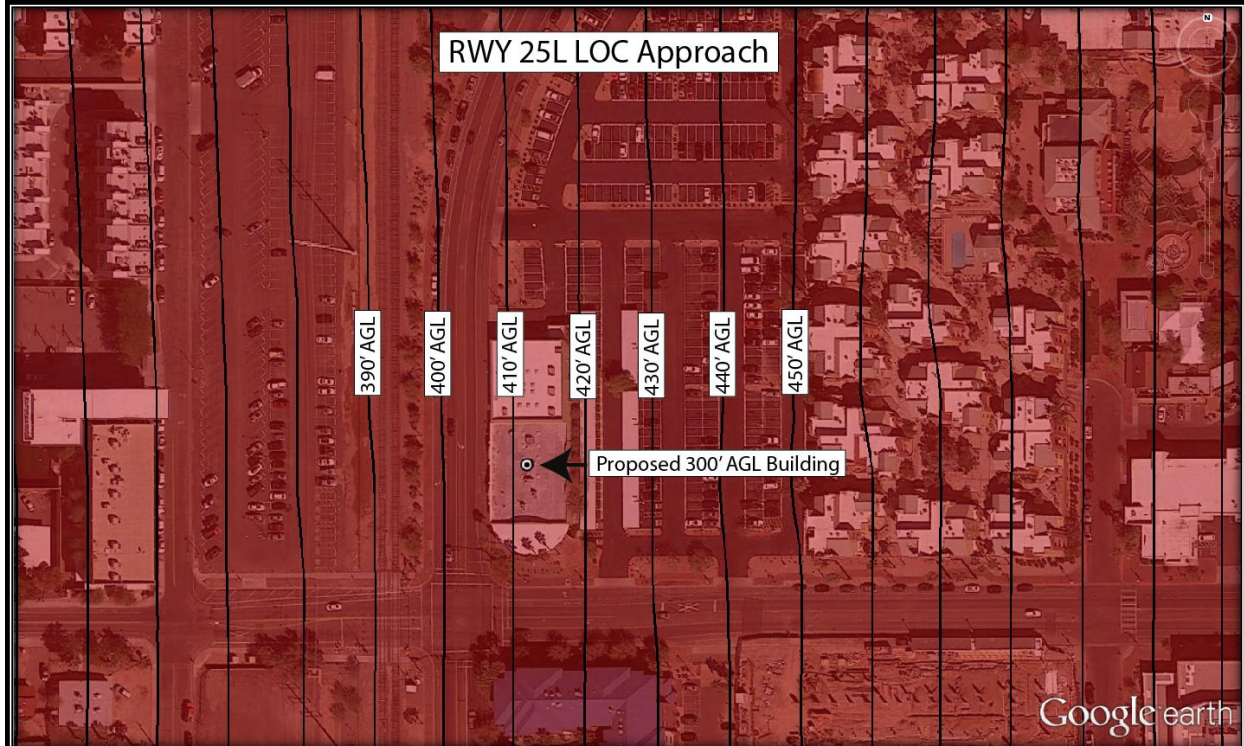 N
RWY 25L LOC Approach
390' AGL
400' AGL
410' AGL
420' AGL
430' AGL
440' AGL
450' AGL
Proposed 300' AGL Building
Google earth